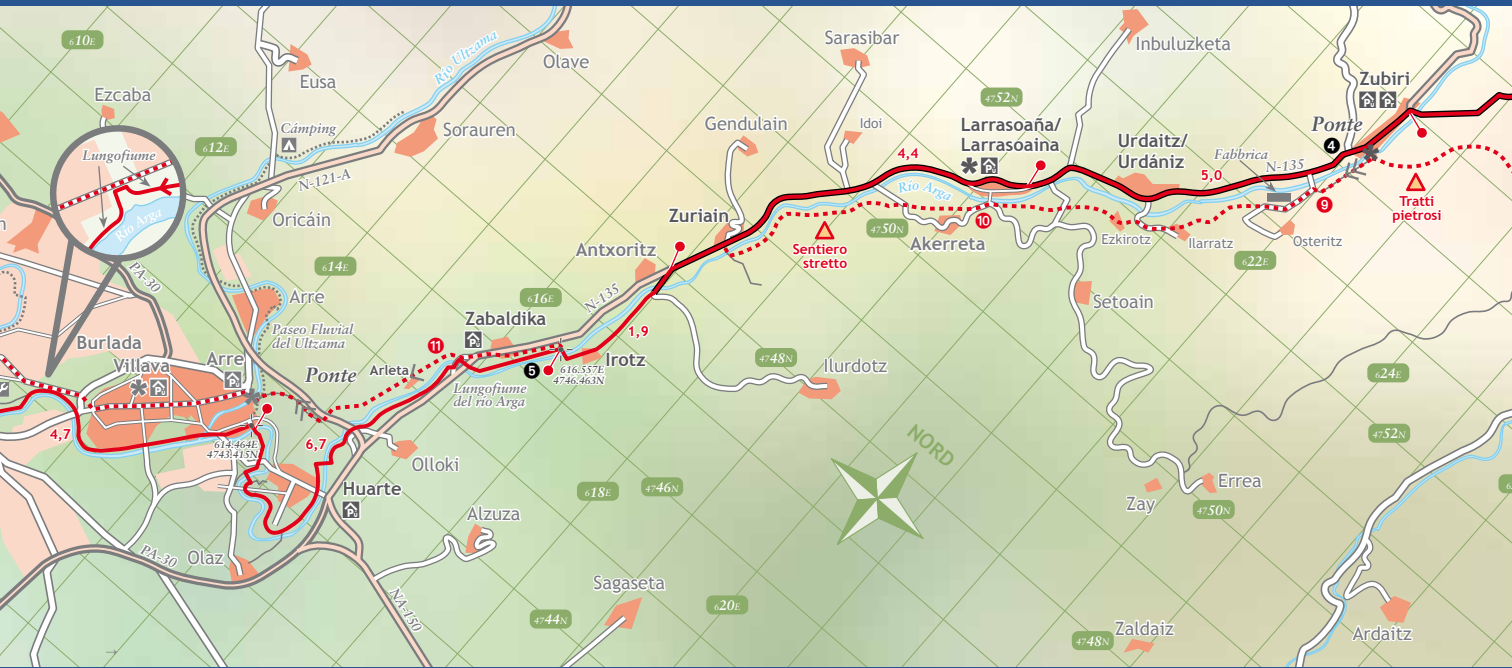 610E
Ezcaba
Eusa
Río Ultzama
Olave
Sarasibar
Inbuluzketa
612E
Cámping
Sorauren
Gendulain
Idoi
4752N
Larrasoaña/
Larrasoaina
Urdaitz/
Urdániz
Zubiri
Ponte
4
Lungofiume
Río Arga
N-121-A
Oricáin
4,4
Río Arga
5,0
Fabbrica
N-135
9
Tratti
pietrosi
Zuriain
Sentiero
stretto
4750N
Akerreta
10
Ezkirotz
Ilarratz
Osteritz
622E
Antxoritz
614E
PA-30
Arre
Paseo Fluvial
del Ultzama
616E
N-135
Setoain
Burlada
Villava
Arre
Ponte
Arleta
11
Zabaldika
1,9
Irotz
5
616.557E
4746.463N
Lungofiume
del río Arga
4748N
Ilurdotz
624E
4,7
614.464E
4743.415N
6,7
Olloki
Huarte
618E
4746N
NORD
4752N
Errea
Zay
4750N
Alzuza
PA-30
Olaz
NA-150
Sagaseta
4744N
620E
4748N
Zaldaiz
Ardaitz